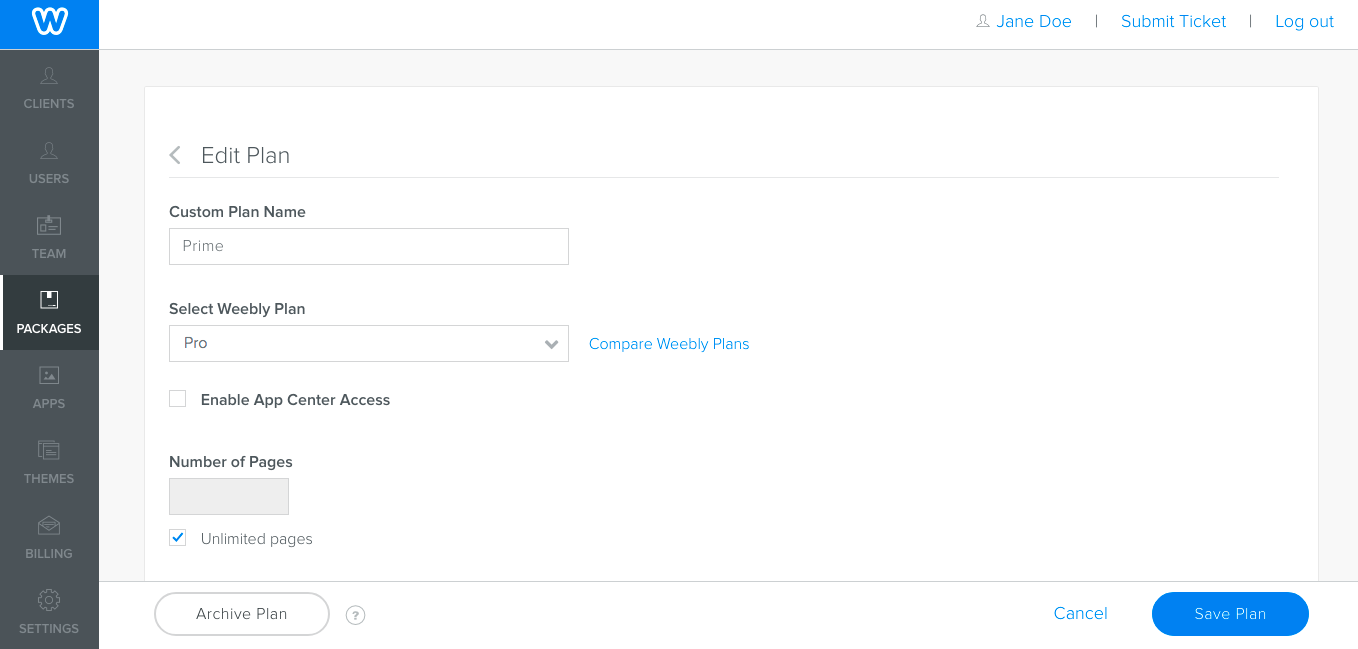 Jane Doe | Submit Ticket | Log out
CLIENTS
USERS
TEAM
PACKAGES
APPS
THEMES
BILLING
SETTINGS
Edit Plan
Custom Plan Name
Prime
Select Weebly Plan
Pro
Compare Weebly Plans
Enable App Center Access
Number of Pages
Unlimited pages
Archive Plan ? Cancel Save Plan